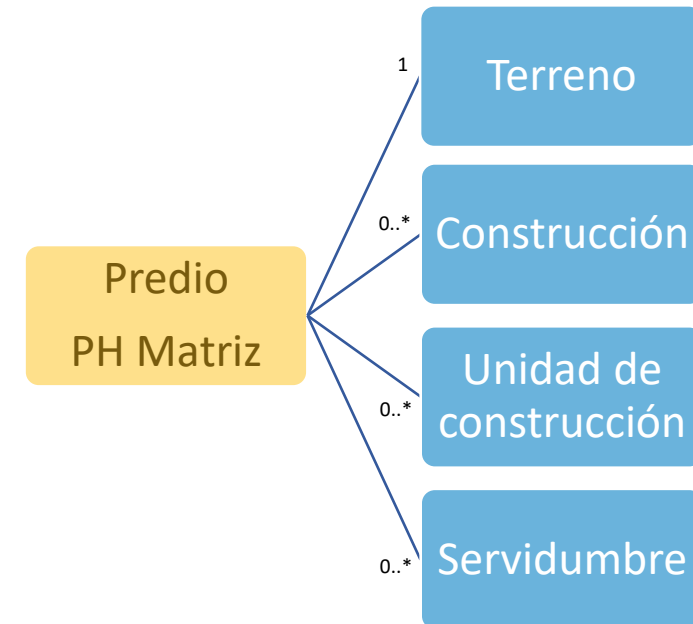 1
Terreno
0..*
Construcción
Predio
PH Matriz
0..*
Unidad de
construcción
0..*
Servidumbre